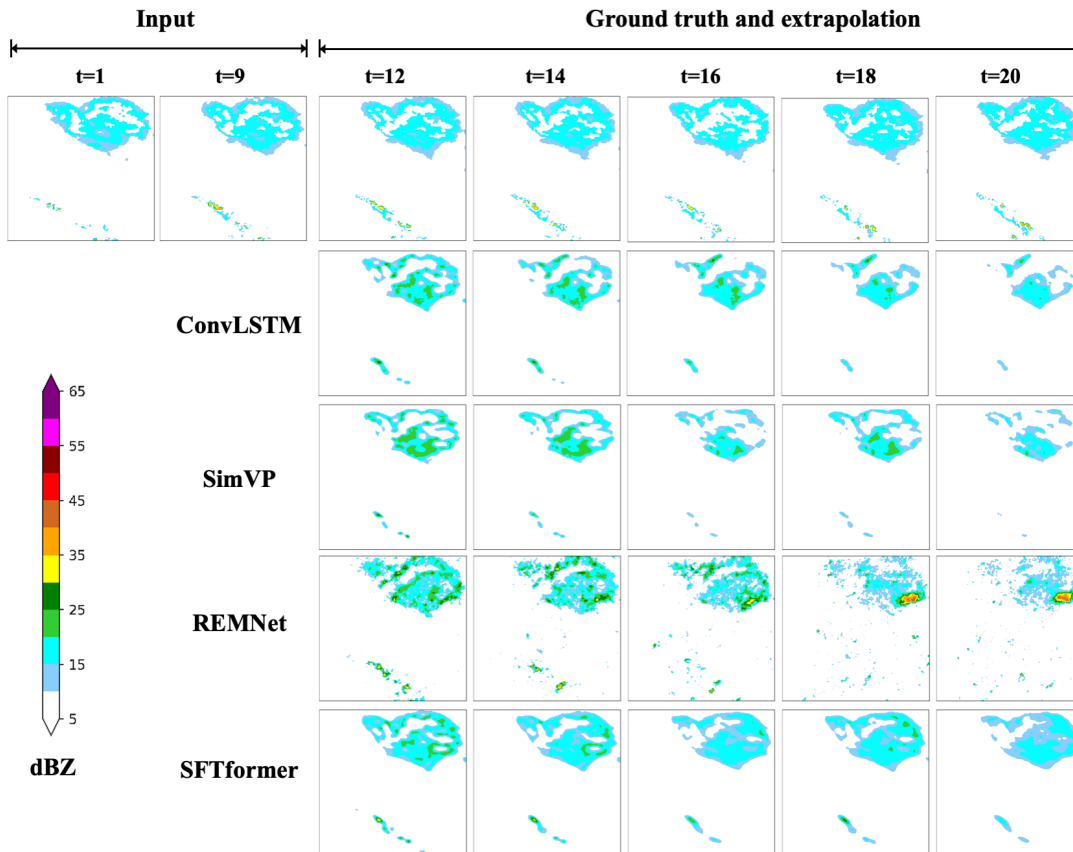 Input
Ground truth and extrapolation
t=1
t=9
t=12
t=14
t=16
t=18
t=20
ConvLSTM
SimVP
REMNet
SFTformer
65
55
45
35
25
15
5
dBZ